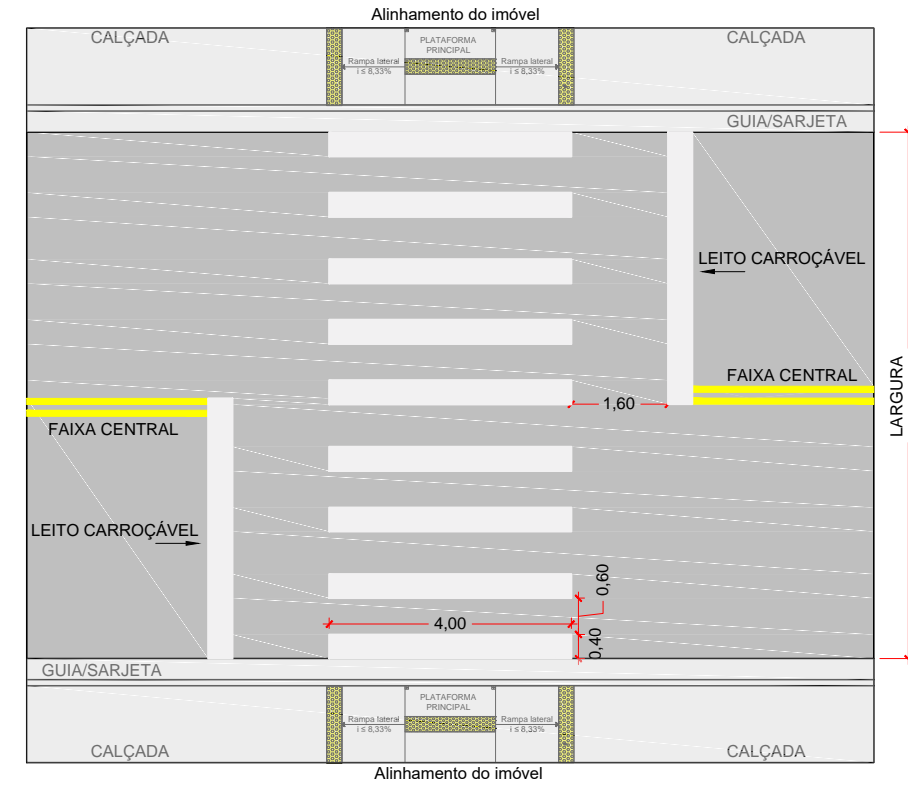 Alinhamento do imóvel
CALÇADA
PLATAFORMA
PRINCIPAL
CALÇADA
Rampa lateral
i ≤ 8,33%
Rampa lateral
i ≤ 8,33%
GUIA/SARJETA
LEITO CARROÇÁVEL
LARGURA
FAIXA CENTRAL
1,60
FAIXA CENTRAL
LEITO CARROÇÁVEL
0,60
4,00
0,40
GUIA/SARJETA
PLATAFORMA
PRINCIPAL
Rampa lateral
i ≤ 8,33%
Rampa lateral
i ≤ 8,33%
CALÇADA
CALÇADA
Alinhamento do imóvel